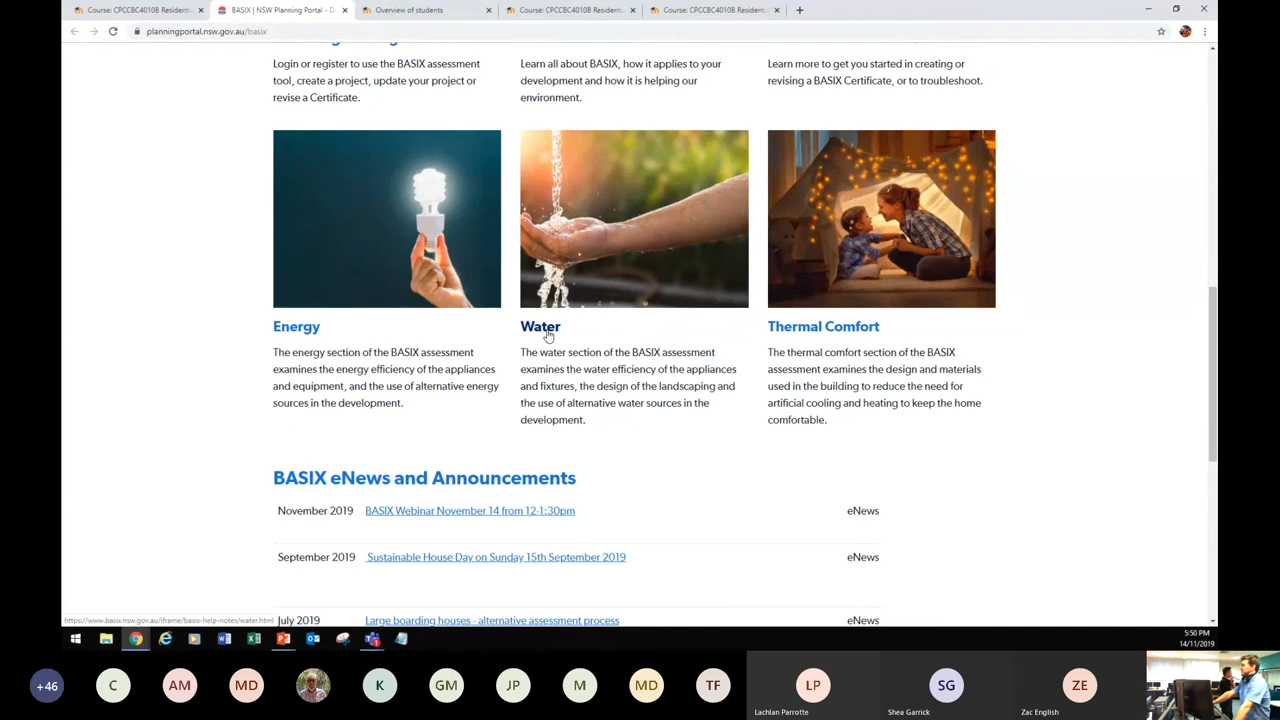 Course: CPCCBC4010B Residenti
BASIX | NSW Planning Portal - D
Overview of students
Course: CPCCBC4010B Resident
Course: CPCCBC4010B Resident
planningportal.nsw.gov.au/basix
Login or register to use the BASIX assessment
tool, create a project, update your project or
revise a Certificate.
Learn all about BASIX, how it applies to your
development and how it is helping our
environment.
Learn more to get you started in creating or
revising a BASIX Certificate, or to troubleshoot.
Energy
The energy section of the BASIX assessment
examines the energy efficiency of the appliances
and equipment, and the use of alternative energy
sources in the development.
Water
The water section of the BASIX assessment
examines the water efficiency of the appliances
and fixtures, the design of the landscaping and
the use of alternative water sources in the
development.
Thermal Comfort
The thermal comfort section of the BASIX
assessment examines the design and materials
used in the building to reduce the need for
artificial cooling and heating to keep the home
comfortable.
BASIX eNews and Announcements
November 2019 BASIX Webinar November 14 from 12-1:30pm eNews
September 2019 Sustainable House Day on Sunday 15th September 2019 eNews
July 2019 Large boarding houses - alternative assessment process eNews
https://www.basix.nsw.gov.au/iframe/basix-help-notes/water.html
5:50 PM
14/11/2019
+46 C AM MD K GM JP M MD TF LP SG ZE
Lachlan Parrotte Shea Garrick Zac English